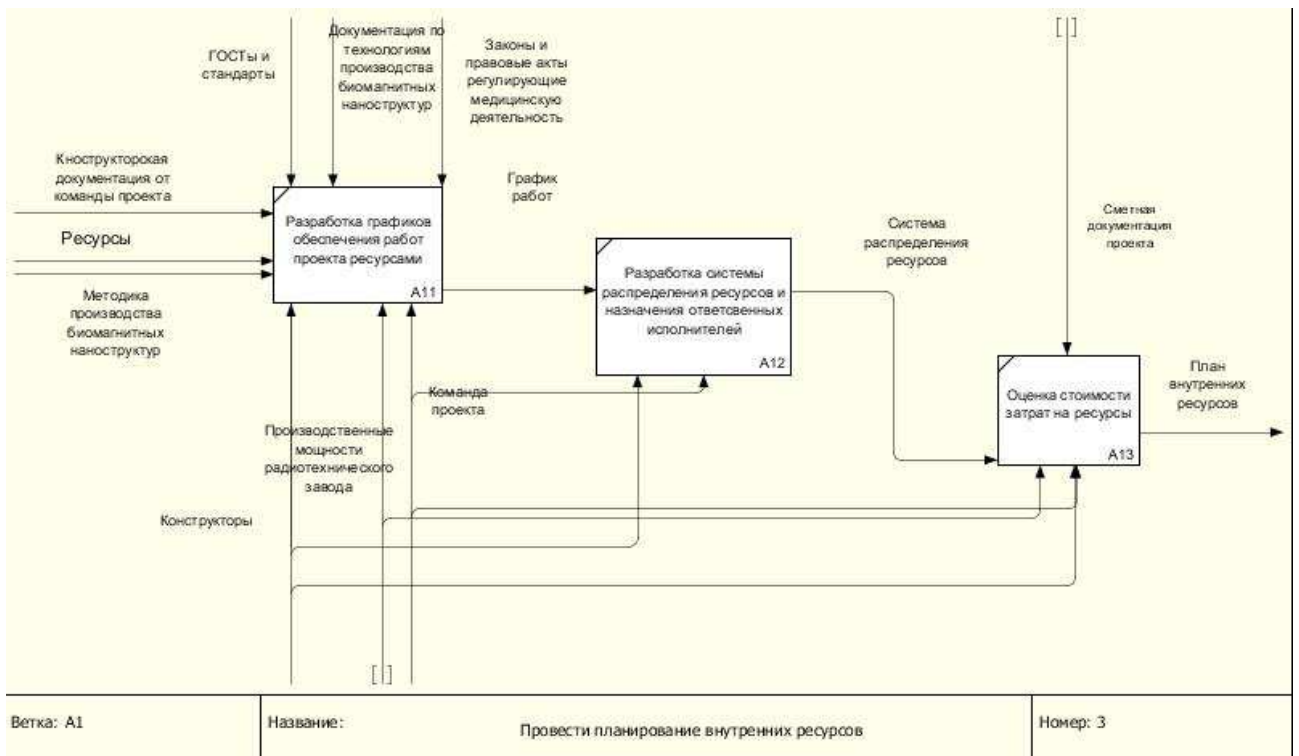 ГОСТы и
стандарты
Документация по
технологиям
производства
биомагнитных
наноструктур
Законы и
правовые акты
регулирующие
медицинскую
деятельность
[ ]
Кнострукторская
документация от
команды проекта
Ресурсы
Методика
производства
биомагнитных
наноструктур
Разработка графиков
обеспечения работ
проекта ресурсами
A11
График
работ
Разработка системы
распределения ресурсов и
назначения ответсвенных
исполнителей
A12
Система
распределения
ресурсов
Сметная
документация
проекта
Оценка стоимости
затрат на ресурсы
A13
План
внутренних
ресурсов
Команда
проекта
Производственные
мощности
радиотехнического
завода
Конструкторы
[ ]
Ветка: A1
Название:
Провести планирование внутренних ресурсов
Номер: 3